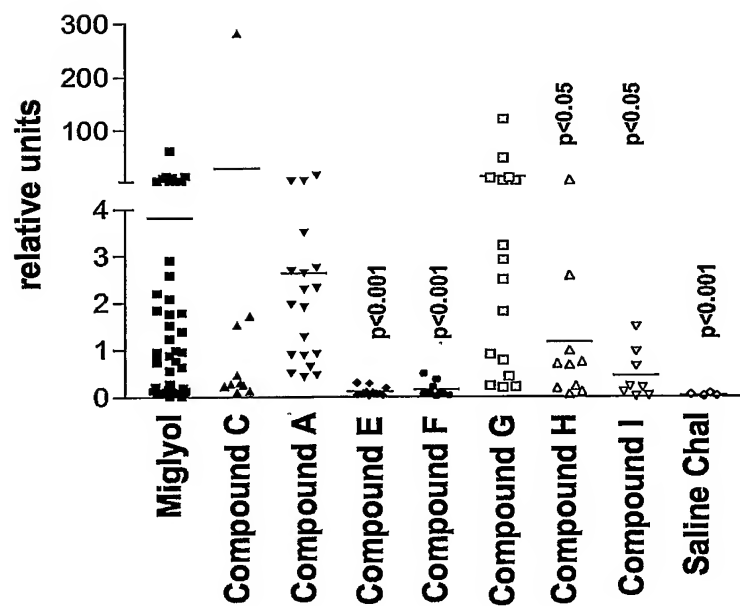 relative units
300
200
100
4
3
2
1
0
p<0.001
p<0.001
p<0.05
p<0.05
p<0.001
Miglyol
Compound C
Compound A
Compound E
Compound F
Compound G
Compound H
Compound I
Saline Chal